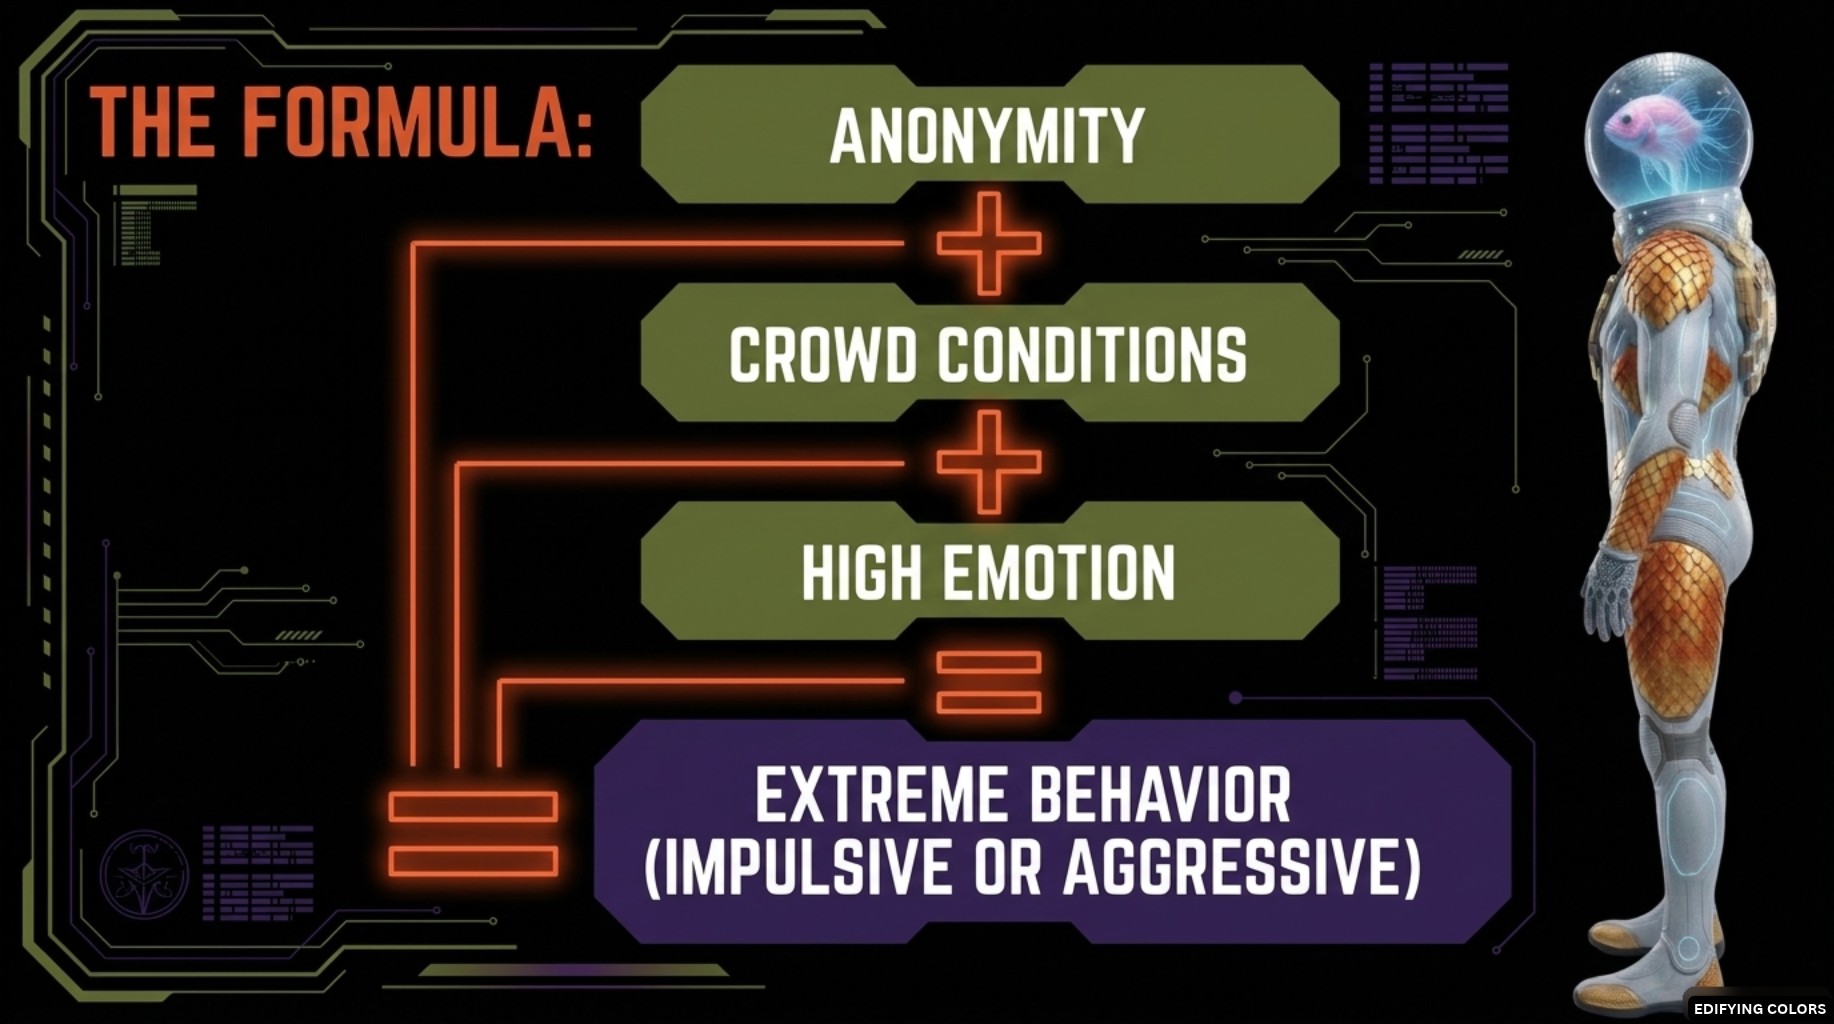 THE FORMULA:
ANONYMITY
+
CROWD CONDITIONS
+
HIGH EMOTION
=
EXTREME BEHAVIOR
(IMPULSIVE OR AGGRESSIVE)
=
EDIFYING COLORS